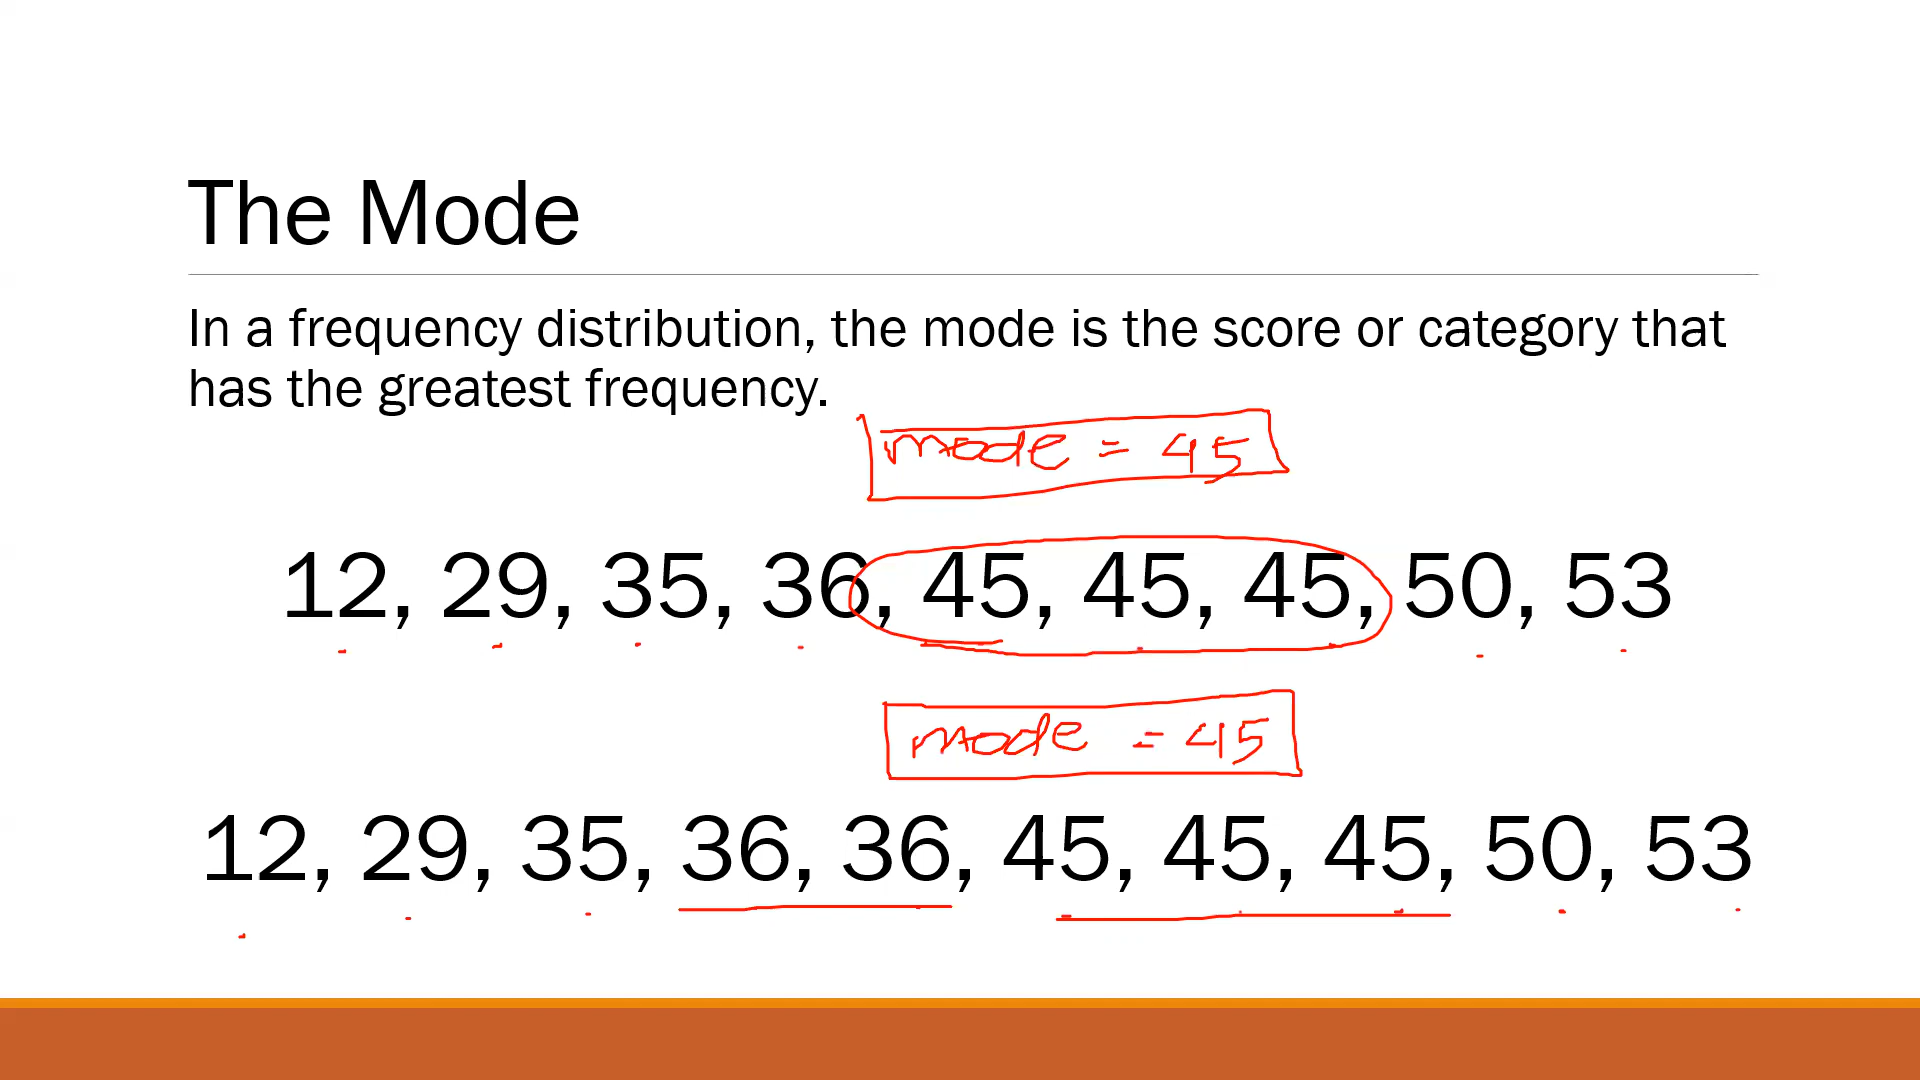 The Mode
In a frequency distribution, the mode is the score or category that
has the greatest frequency.
mode = 45
12, 29, 35, 36, 45, 45, 45, 50, 53
mode = 45
12, 29, 35, 36, 36, 45, 45, 45, 50, 53